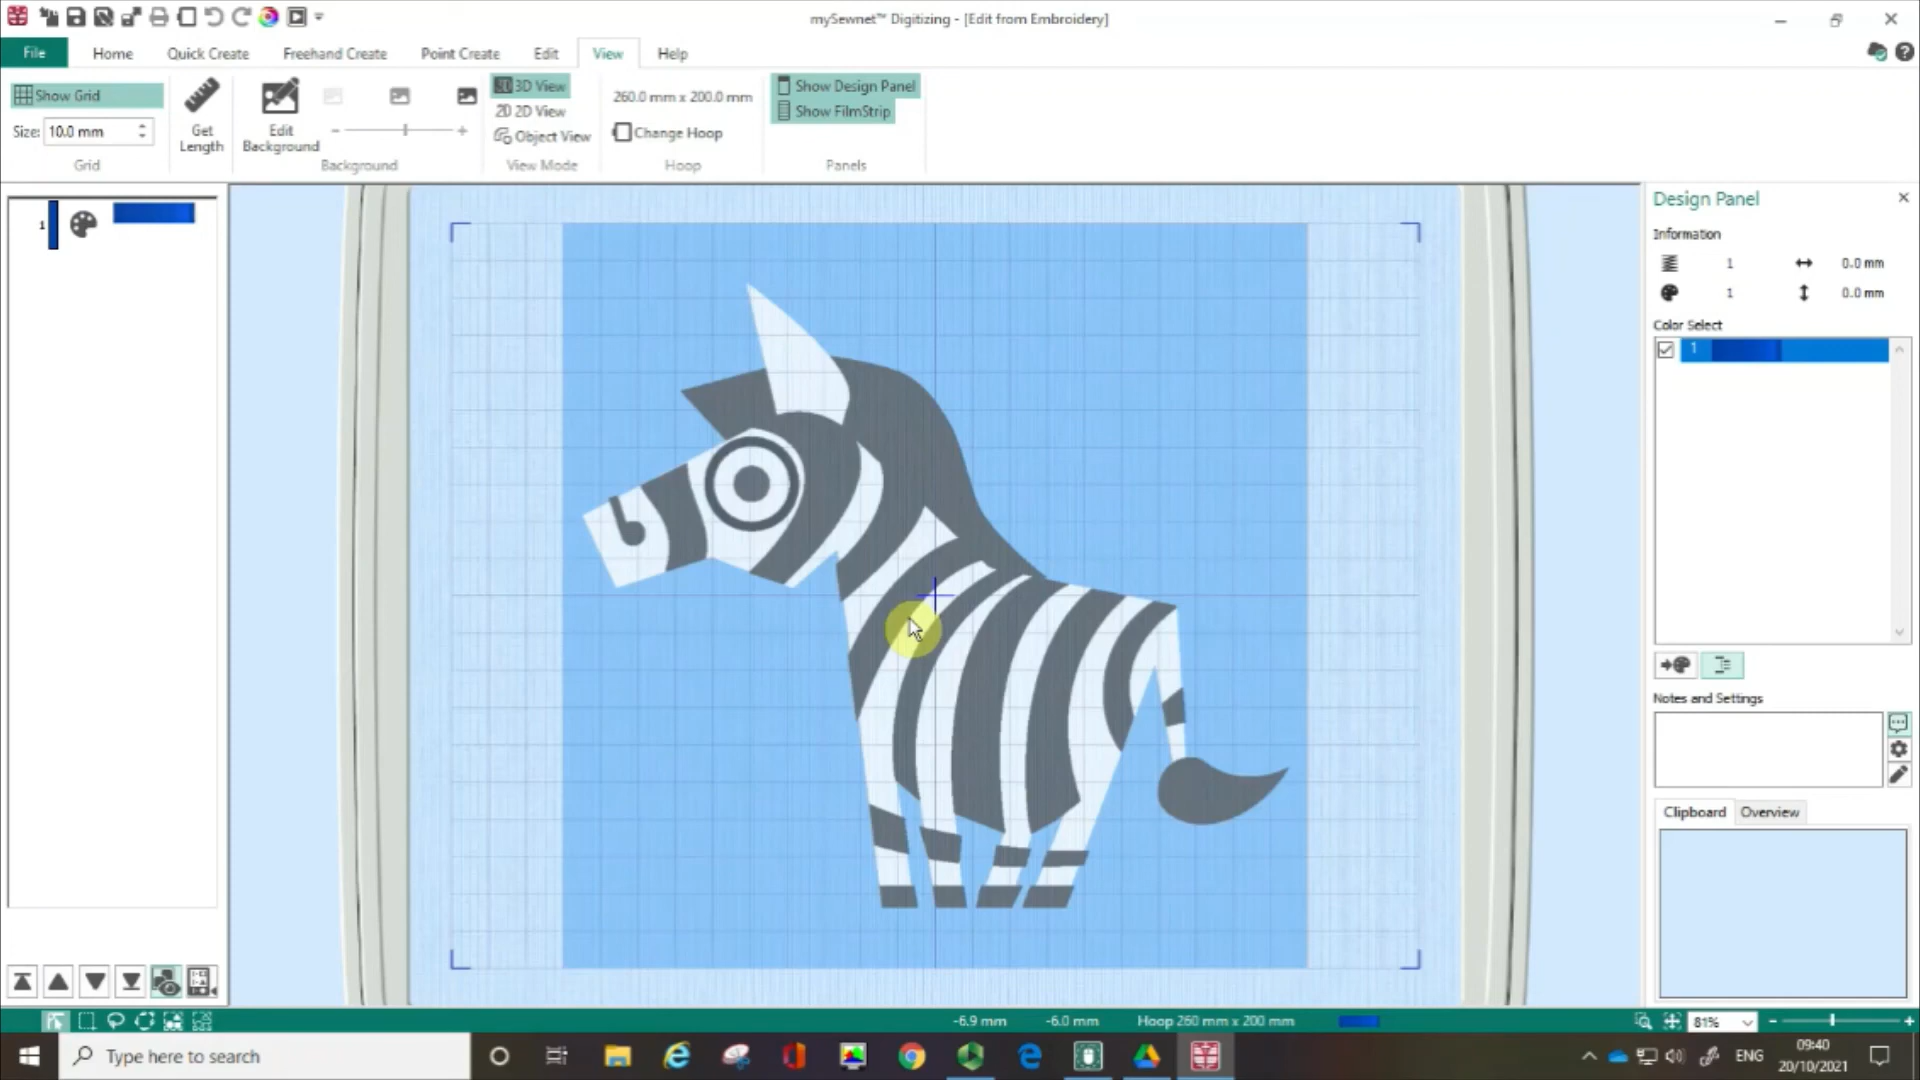 mySewnet™ Digitizing - [Edit from Embroidery]
File Home Quick Create Freehand Create Point Create Edit View Help
Show Grid
Size: 10.0 mm
Grid
Get Length
Edit Background
Background
3D View
2D 2D View
Object View
View Mode
260.0 mm x 200.0 mm
Change Hoop
Hoop
Show Design Panel
Show FilmStrip
Panels
1
Design Panel
Information
1 0.0 mm
1 0.0 mm
Color Select
1
Notes and Settings
Clipboard Overview
-6.9 mm -6.0 mm Hoop 260 mm x 200 mm 81%
Type here to search
ENG
09:40
20/10/2021